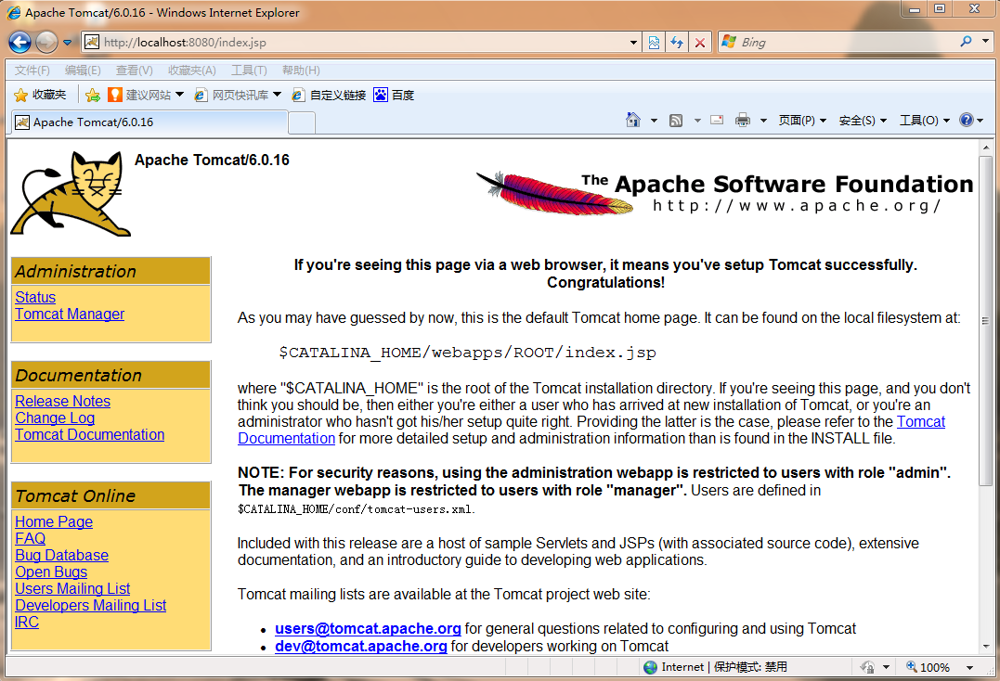 Apache Tomcat/6.0.16 - Windows Internet Explorer
http://localhost:8080/index.jsp
Bing
文件(F) 编辑(E) 查看(V) 收藏夹(A) 工具(T) 帮助(H)
收藏夹 建议网站 网页快讯库 自定义链接 百度
Apache Tomcat/6.0.16
页面(P) 安全(S) 工具(O)
Apache Tomcat/6.0.16
The Apache Software Foundation
http://www.apache.org/
Administration
Status
Tomcat Manager
Documentation
Release Notes
Change Log
Tomcat Documentation
Tomcat Online
Home Page
FAQ
Bug Database
Open Bugs
Users Mailing List
Developers Mailing List
IRC
If you're seeing this page via a web browser, it means you've setup Tomcat successfully.
Congratulations!
As you may have guessed by now, this is the default Tomcat home page. It can be found on the local filesystem at:
$CATALINA_HOME/webapps/ROOT/index.jsp
where "$CATALINA_HOME" is the root of the Tomcat installation directory. If you're seeing this page, and you don't
think you should be, then either you're either a user who has arrived at new installation of Tomcat, or you're an
administrator who hasn't got his/her setup quite right. Providing the latter is the case, please refer to the Tomcat
Documentation for more detailed setup and administration information than is found in the INSTALL file.
NOTE: For security reasons, using the administration webapp is restricted to users with role "admin".
The manager webapp is restricted to users with role "manager". Users are defined in
$CATALINA_HOME/conf/tomcat-users.xml.
Included with this release are a host of sample Servlets and JSPs (with associated source code), extensive
documentation, and an introductory guide to developing web applications.
Tomcat mailing lists are available at the Tomcat project web site:
• users@tomcat.apache.org for general questions related to configuring and using Tomcat
• dev@tomcat.apache.org for developers working on Tomcat
Internet | 保护模式: 禁用
100%